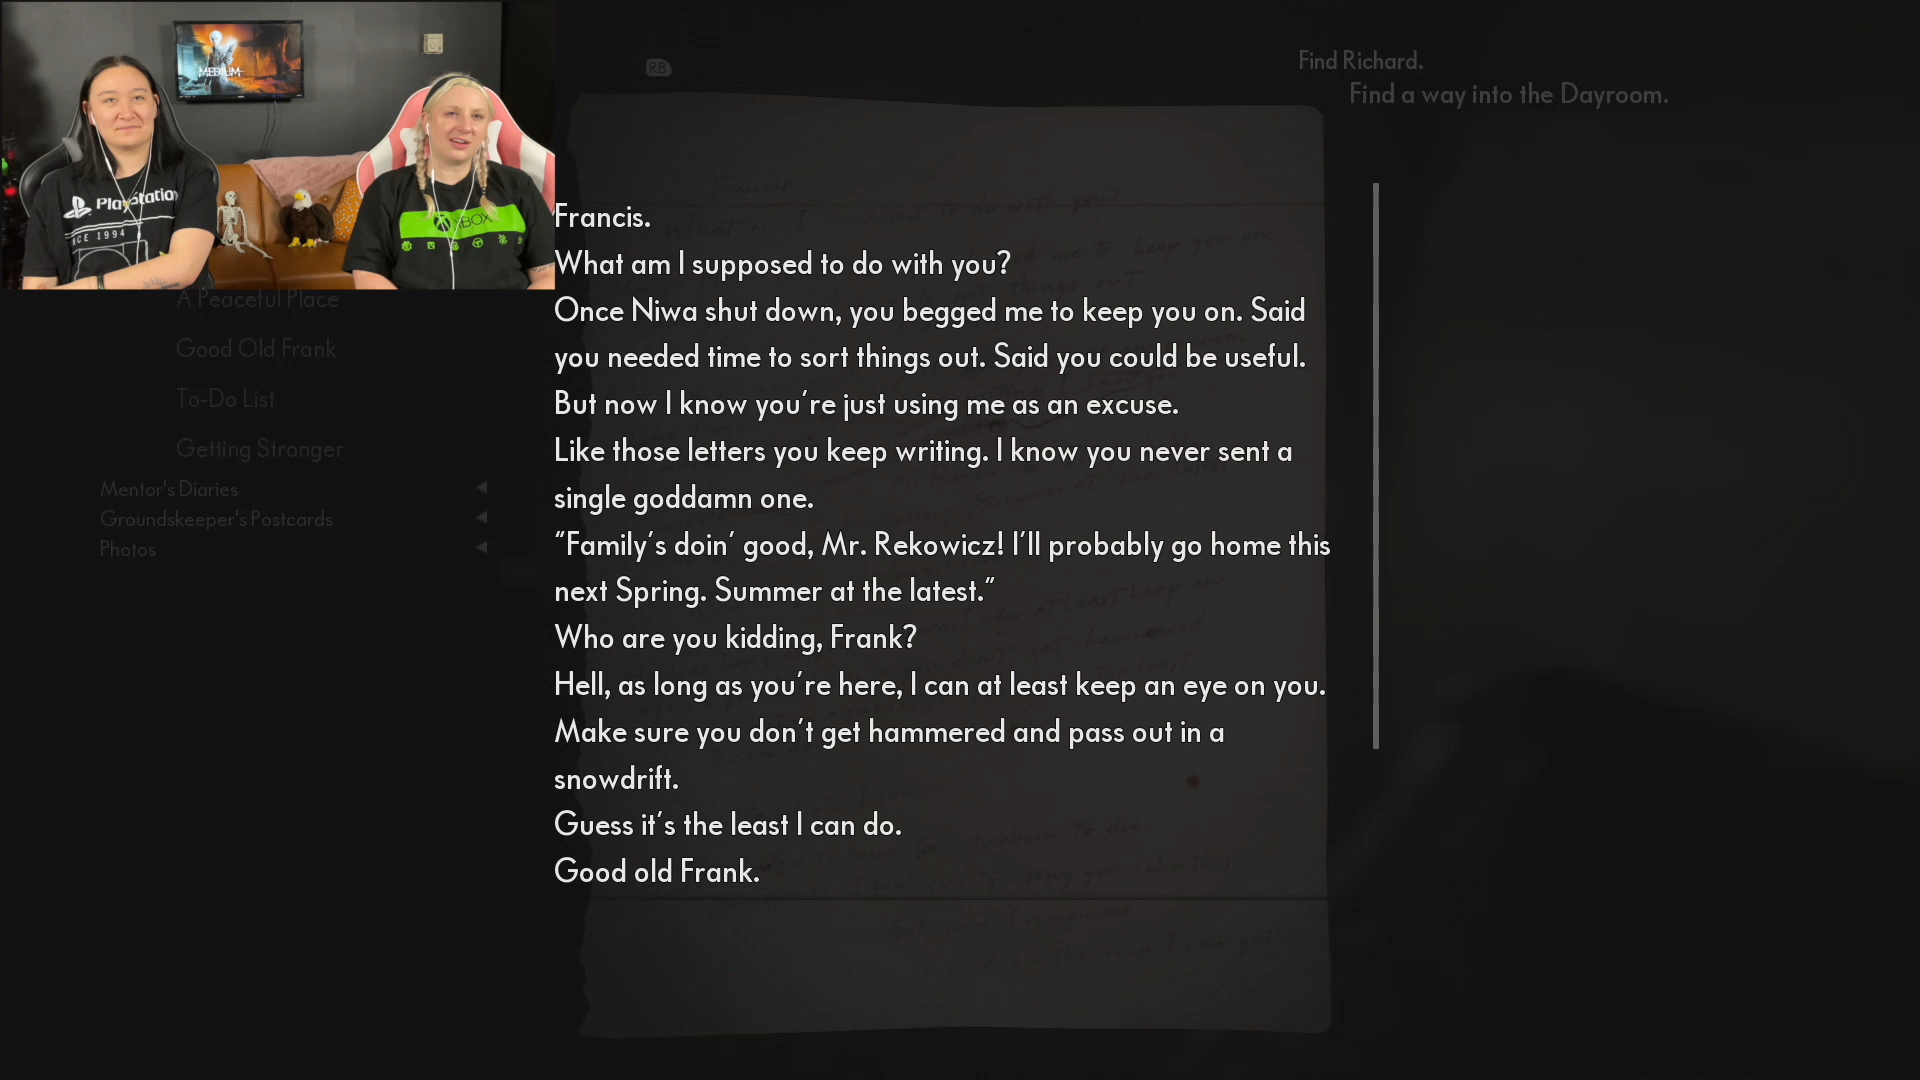 MEDIUM
PlayStation
SINCE 1994
XBOX
RB
Find Richard.
Find a way into the Dayroom.
A Peaceful Place
Good Old Frank
To-Do List
Getting Stronger
Mentor's Diaries
Groundskeeper's Postcards
Photos
Francis.
What am I supposed to do with you?
Once Niwa shut down, you begged me to keep you on. Said
you needed time to sort things out. Said you could be useful.
But now I know you're just using me as an excuse.
Like those letters you keep writing. I know you never sent a
single goddamn one.
"Family's doin' good, Mr. Rekowicz! I'll probably go home this
next Spring. Summer at the latest."
Who are you kidding, Frank?
Hell, as long as you're here, I can at least keep an eye on you.
Make sure you don't get hammered and pass out in a
snowdrift.
Guess it's the least I can do.
Good old Frank.